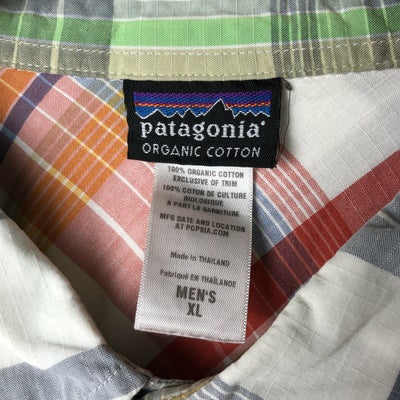 patagonia®
ORGANIC COTTON
100% ORGANIC COTTON
EXCLUSIVE OF TRIM
100% COTON DE CULTURE
BIOLOGIQUE
A PART LA GARNITURE
MFG DATE AND LOCATION
AT PCPSIA.COM
Made in THAILAND
Fabriqué EN THAÏLANDE
MEN'S
XL